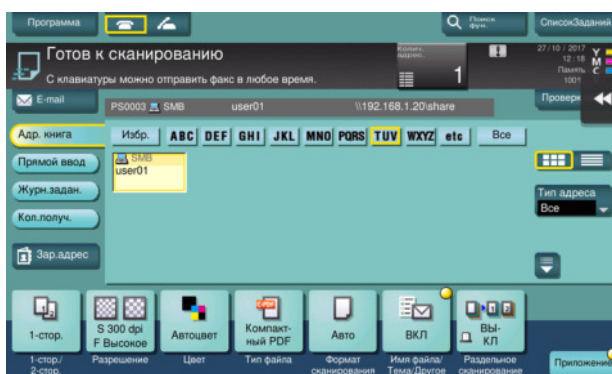 Программа
Поиск
фун.
СписокЗаданий
Готов к сканированию
С клавиатуры можно отправить факс в любое время.
Колич.
адрес.
1
27/10/2017
12:18
Память
100%
Y
M
C
E-mail
PS0003 SMB user01 \\192.168.1.20\share
Проверк
Адр. книга
Избр. ABC DEF GHI JKL MNO PQRS TUV WXYZ etc Все
Прямой ввод
SMB
user01
Журн.задан.
Тип адреса
Все
Кол.получ.
Зар.адрес
1-стор.
S 300 dpi
F Высокое
Автоцвет
Компакт-
ный PDF
Авто
ВКЛ
ВЫ-
КЛ
1-стор./
2-стор.
Разрешение
Цвет
Тип файла
Формат
сканирования
Имя файла/
Тема/Другое
Раздельное
сканирование
Приложение